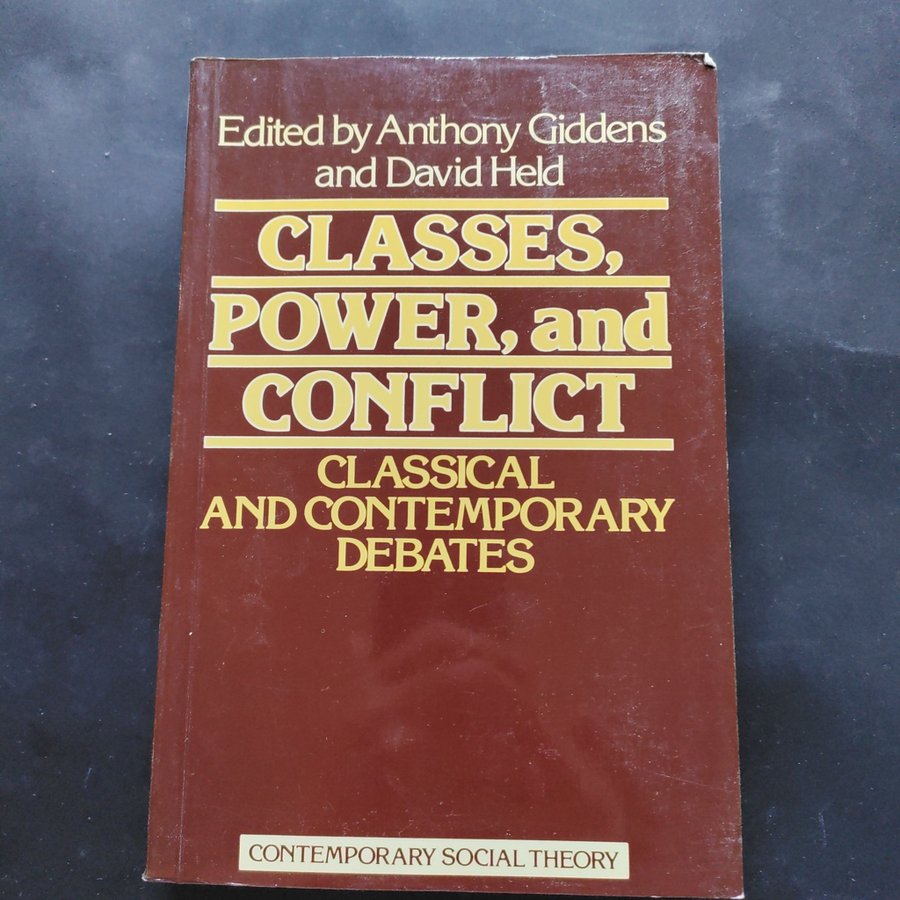 Edited by Anthony Giddens
and David Held
CLASSES,
POWER, and
CONFLICT
CLASSICAL
AND CONTEMPORARY
DEBATES
CONTEMPORARY SOCIAL THEORY